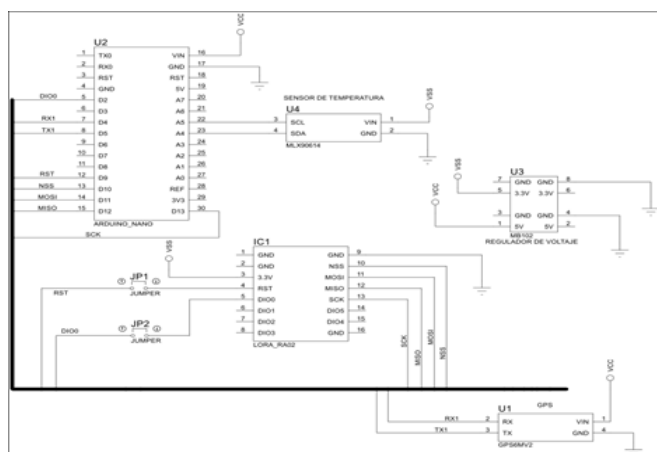 U2
VCC
1 TX0 VIN 16
2 RX0 GND 17
3 RST RST 18
4 GND 5V 19
DIO0 5 D2 A7 20
6 D3 A6 21
RX1 7 D4 A5 22
TX1 8 D5 A4 23
9 D6 A3 24
10 D7 A2 25
11 D8 A1 26
RST 12 D9 A0 27
NSS 13 D10 REF 28
MOSI 14 D11 3V3 29
MISO 15 D12 D13 30
ARDUINO_NANO
SCK
SENSOR DE TEMPERATURA
U4
VSS
3 SCL VIN 1
4 SDA GND 2
MLX90614
U3
VSS
VCC
7 GND GND 8
5 3.3V 3.3V 6
3 GND GND 4
1 5V 5V 2
MB102
REGULADOR DE VOLTAJE
IC1
VSS
1 GND GND 9
2 GND NSS 10
3 3.3V MOSI 11
4 RST MISO 12
5 DIO0 SCK 13
6 DIO1 DIO5 14
7 DIO2 DIO4 15
8 DIO3 GND 16
LORA_RA02
JP1
JUMPER
RST
JP2
JUMPER
DIO0
SCK
MISO
MOSI
NSS
VCC
U1
GPS
RX1 2 RX VIN 1
TX1 3 TX GND 4
GPS6MV2